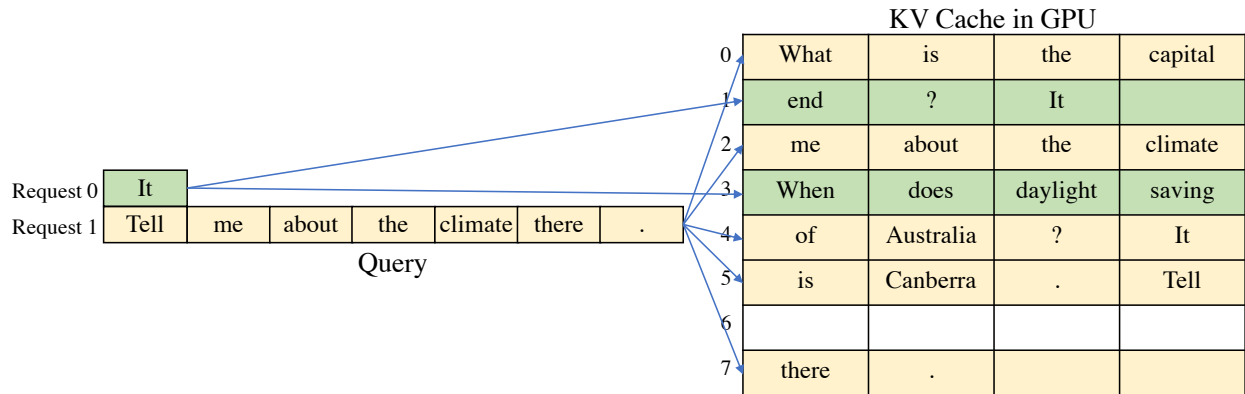 KV Cache in GPU
0 What is the capital
1 end ? It
2 me about the climate
Request 0 It
3 When does daylight saving
Request 1 Tell me about the climate there .
4 of Australia ? It
Query
5 is Canberra . Tell
6
7 there .